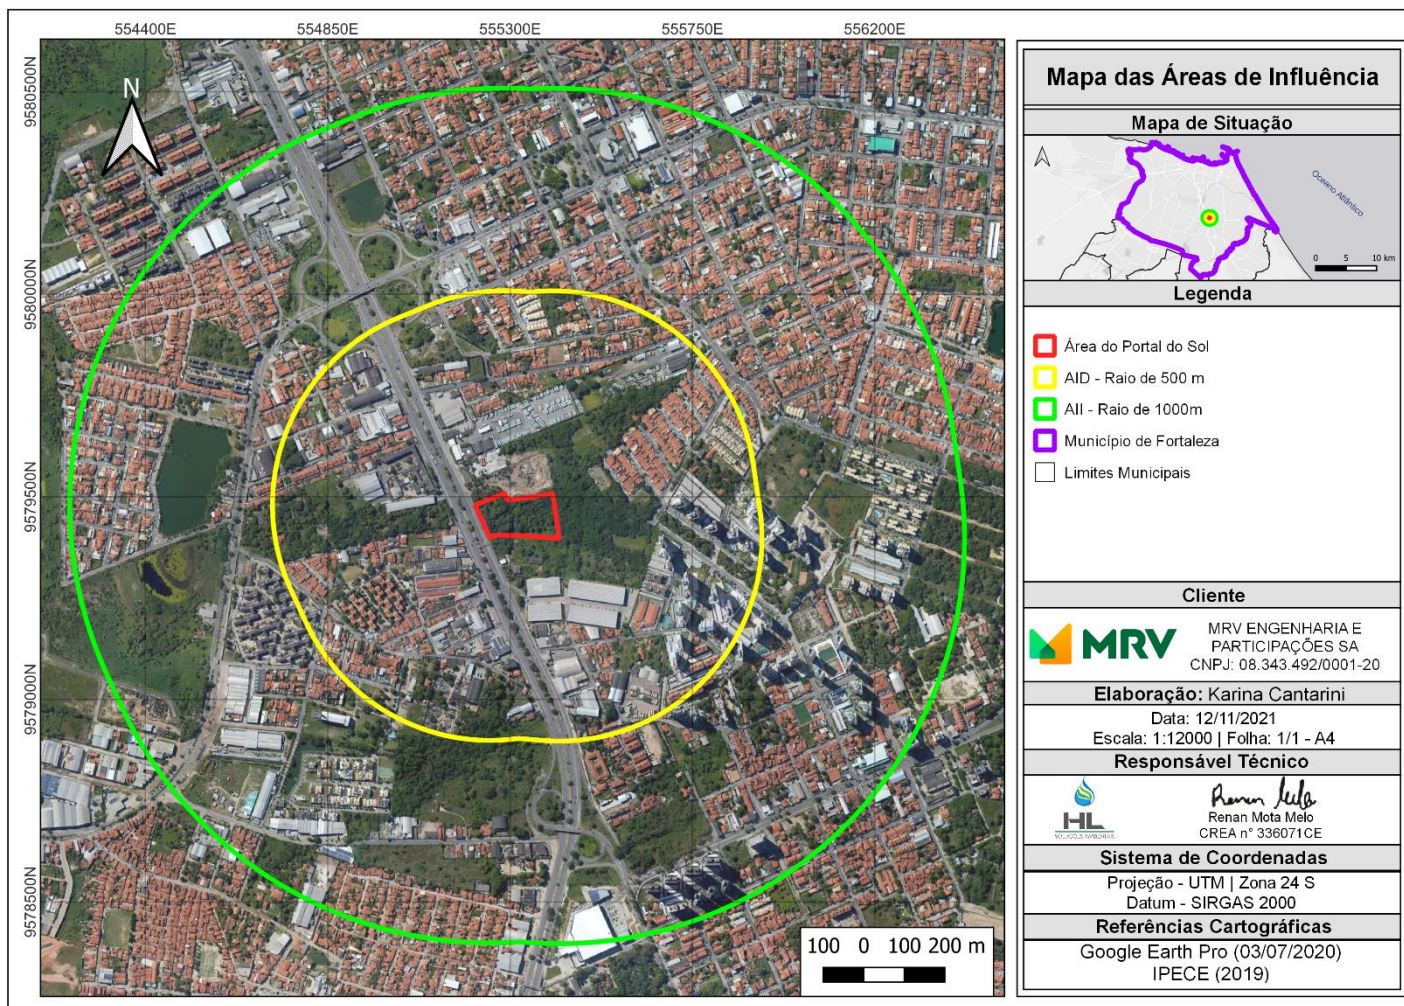 554400E
554850E
555300E
555750E
556200E
9580500N
9580000N
9579500N
9579000N
9578500N
N
100 0 100 200 m
Mapa das Áreas de Influência
Mapa de Situação
Oceano Atlântico
0 5 10 km
Legenda
Área do Portal do Sol
AID - Raio de 500 m
AII - Raio de 1000m
Município de Fortaleza
Limites Municipais
Cliente
MRV
MRV ENGENHARIA E
PARTICIPAÇÕES SA
CNPJ: 08.343.492/0001-20
Elaboração: Karina Cantarini
Data: 12/11/2021
Escala: 1:12000 | Folha: 1/1 - A4
Responsável Técnico
HL
SOLUÇÕES AMBIENTAIS
Renan Mota Melo
CREA n° 336071CE
Sistema de Coordenadas
Projeção - UTM | Zona 24 S
Datum - SIRGAS 2000
Referências Cartográficas
Google Earth Pro (03/07/2020)
IPECE (2019)